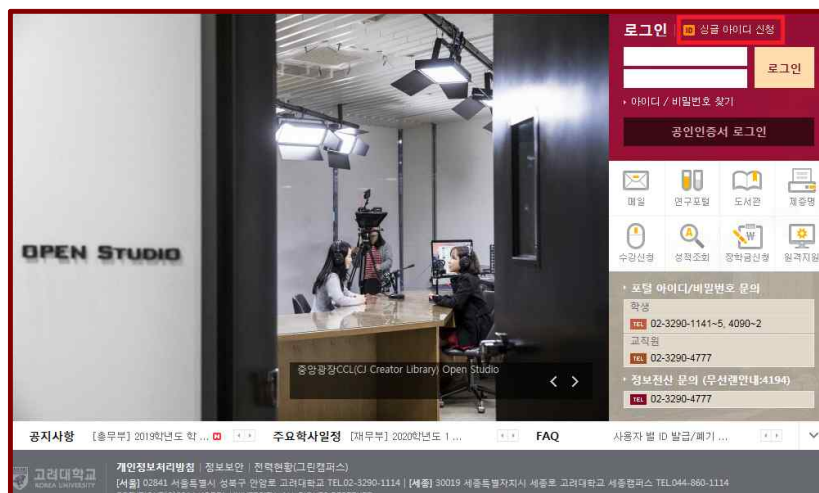 OPEN STUDIO
중앙광장CCL(CJ Creator Library) Open Studio
로그인
ID 싱글 아이디 신청
로그인
아이디 / 비밀번호 찾기
공인인증서 로그인
메일 연구포털 도서관 제증명
수강신청 성적조회 장학금신청 원격지원
포털 아이디/비밀번호 문의
학생
TEL 02-3290-1141~5, 4090~2
교직원
TEL 02-3290-4777
정보전산 문의 (무선랜안내:4194)
TEL 02-3290-4777
공지사항 [총무부] 2019학년도 학 ... N 주요학사일정 [재무부] 2020학년도 1 ... FAQ 사용자 별 ID 발급/폐기 ...
고려대학교
KOREA UNIVERSITY
개인정보처리방침 | 정보보안 | 전력현황(그린캠퍼스)
[서울] 02841 서울특별시 성북구 안암로 고려대학교 TEL.02-3290-1114 | [세종] 30019 세종특별자치시 세종로 고려대학교 세종캠퍼스 TEL.044-860-1114